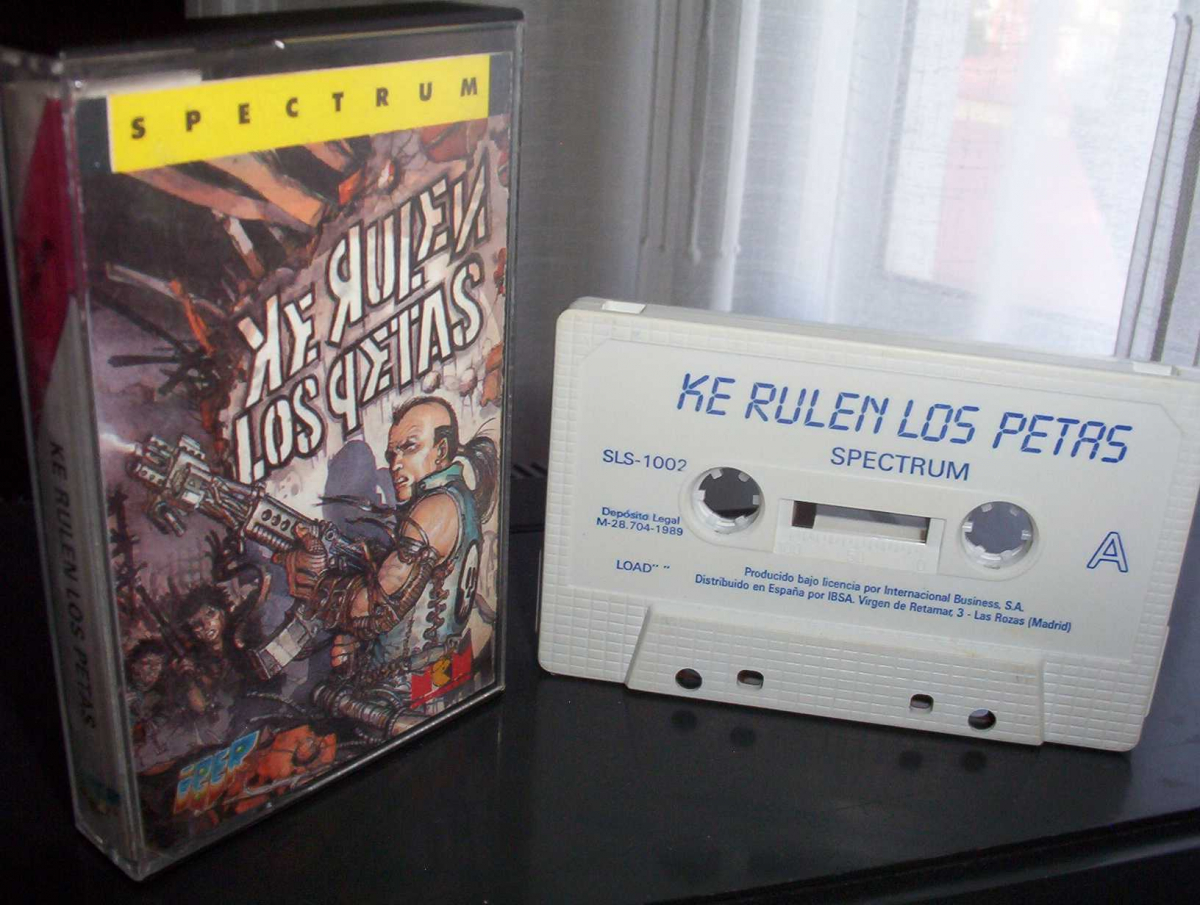 SPECTRUM
KE RULEN
LOS PETAS
KE RULEN LOS PETAS
KE RULEN LOS PETAS
SPECTRUM
SLS-1002
Depósito Legal
M-28.704-1989
A
LOAD" "
Producido bajo licencia por Internacional Business, S.A.
Distribuido en España por IBSA. Virgen de Retamar, 3 - Las Rozas (Madrid)